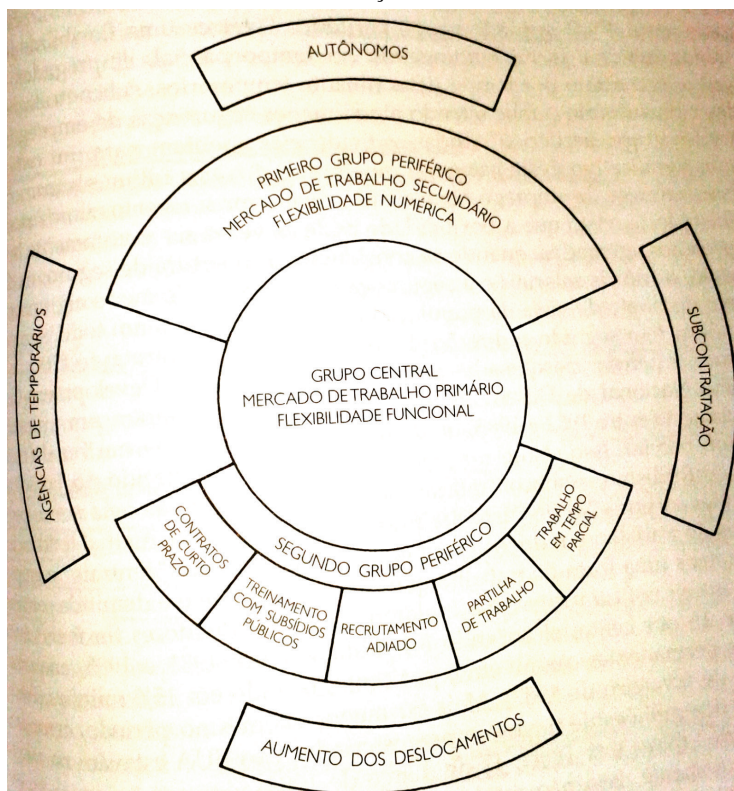 AUTÔNOMOS
PRIMEIRO GRUPO PERIFÉRICO
MERCADO DE TRABALHO SECUNDÁRIO
FLEXIBILIDADE NUMÉRICA
AGÊNCIAS DE TEMPORÁRIOS
SUBCONTRATAÇÃO
GRUPO CENTRAL
MERCADO DE TRABALHO PRIMÁRIO
FLEXIBILIDADE FUNCIONAL
SEGUNDO GRUPO PERIFÉRICO
CONTRATOS
DE CURTO
PRAZO
TREINAMENTO
COM SUBSÍDIOS
PÚBLICOS
RECRUTAMENTO
ADIADO
PARTILHA
DE TRABALHO
TRABALHO
EM TEMPO
PARCIAL
AUMENTO DOS DESLOCAMENTOS